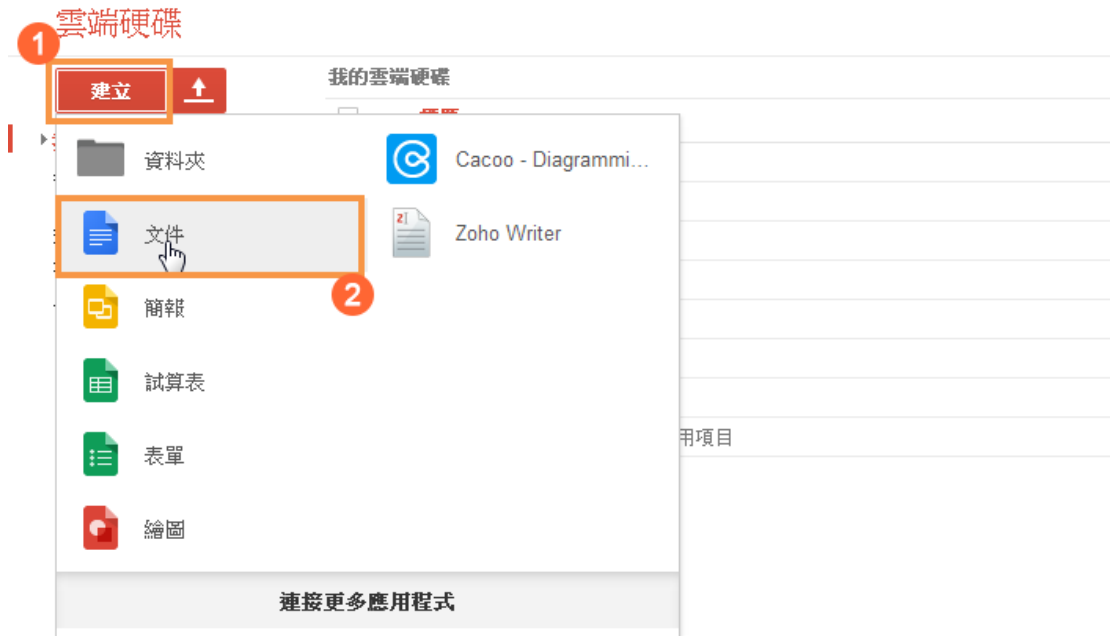 雲端硬碟
1
建立
我的雲端硬碟
標題
資料夾
Cacoo - Diagrammi...
文件
Zoho Writer
2
簡報
試算表
用項目
表單
繪圖
連接更多應用程式